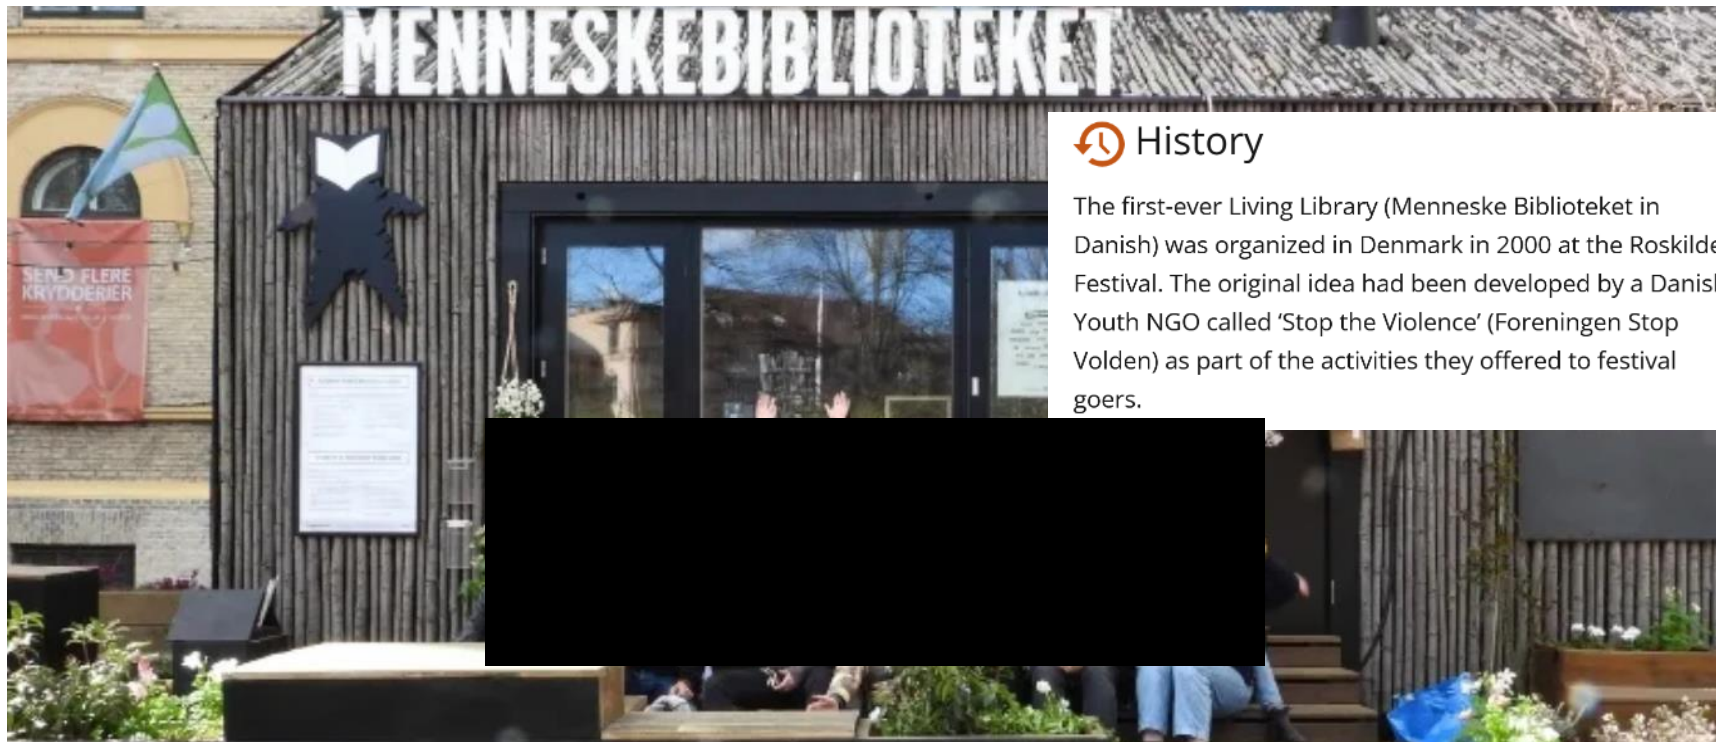 MENNESKEBIBLIOTEKET
SEND FLERE
KRYDDERIER
History
The first-ever Living Library (Menneske Biblioteket in
Danish) was organized in Denmark in 2000 at the Roskilde
Festival. The original idea had been developed by a Danish
Youth NGO called ‘Stop the Violence’ (Foreningen Stop
Volden) as part of the activities they offered to festival
goers.